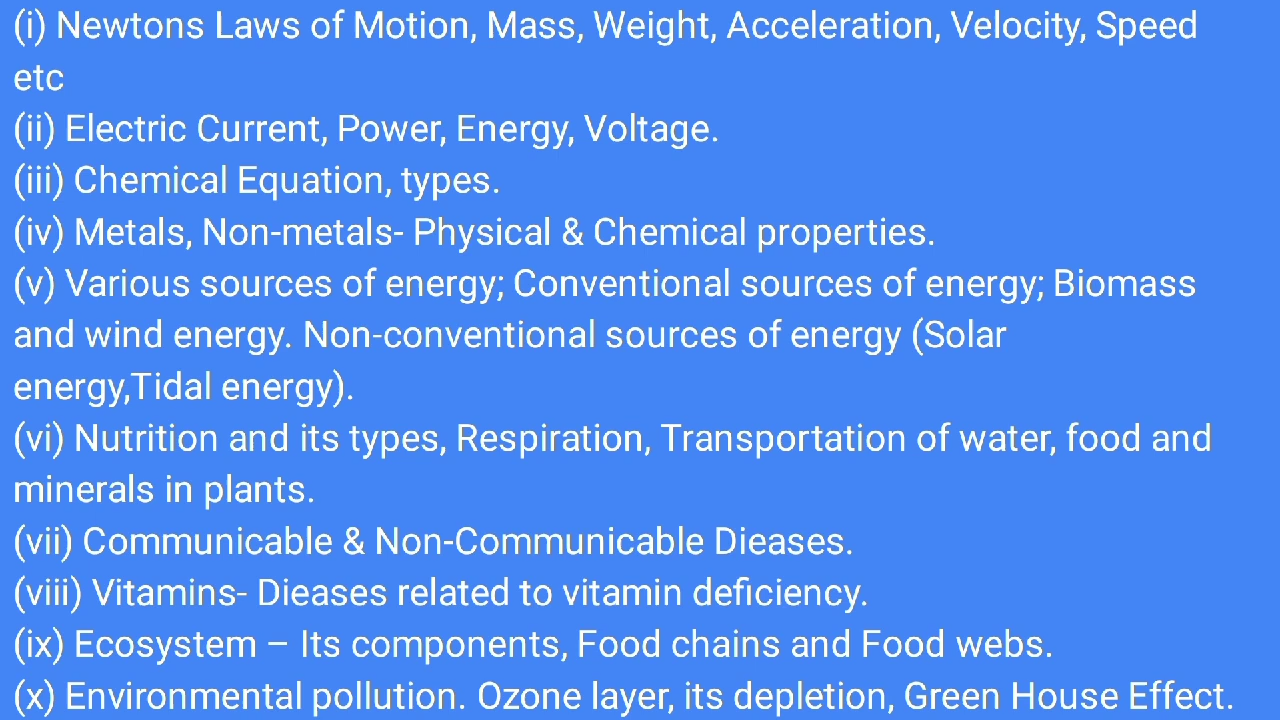 (i) Newtons Laws of Motion, Mass, Weight, Acceleration, Velocity, Speed
etc
(ii) Electric Current, Power, Energy, Voltage.
(iii) Chemical Equation, types.
(iv) Metals, Non-metals- Physical & Chemical properties.
(v) Various sources of energy; Conventional sources of energy; Biomass
and wind energy. Non-conventional sources of energy (Solar
energy,Tidal energy).
(vi) Nutrition and its types, Respiration, Transportation of water, food and
minerals in plants.
(vii) Communicable & Non-Communicable Dieases.
(viii) Vitamins- Dieases related to vitamin deficiency.
(ix) Ecosystem – Its components, Food chains and Food webs.
(x) Environmental pollution. Ozone layer, its depletion, Green House Effect.